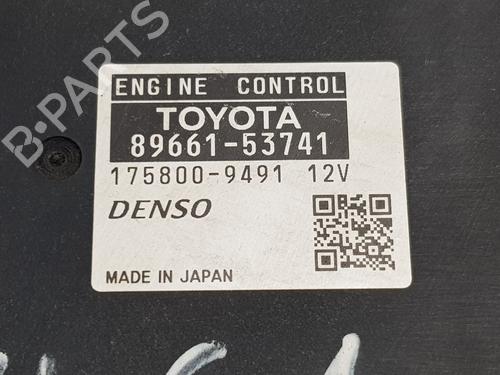 B-PARTS
ENGINE CONTROL
TOYOTA
89661-53741
175800-9491 12V
DENSO
MADE IN JAPAN